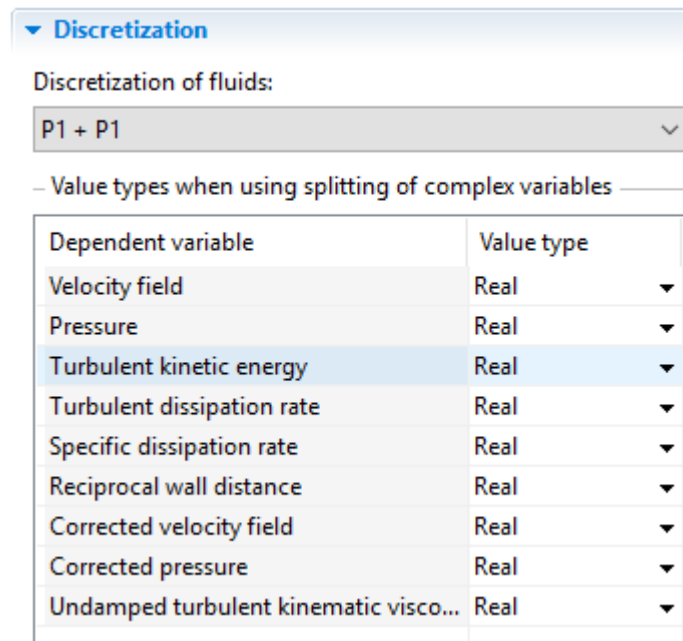 Discretization
Discretization of fluids:
P1 + P1
Value types when using splitting of complex variables
Dependent variable Value type
Velocity field Real
Pressure Real
Turbulent kinetic energy Real
Turbulent dissipation rate Real
Specific dissipation rate Real
Reciprocal wall distance Real
Corrected velocity field Real
Corrected pressure Real
Undamped turbulent kinematic visco... Real